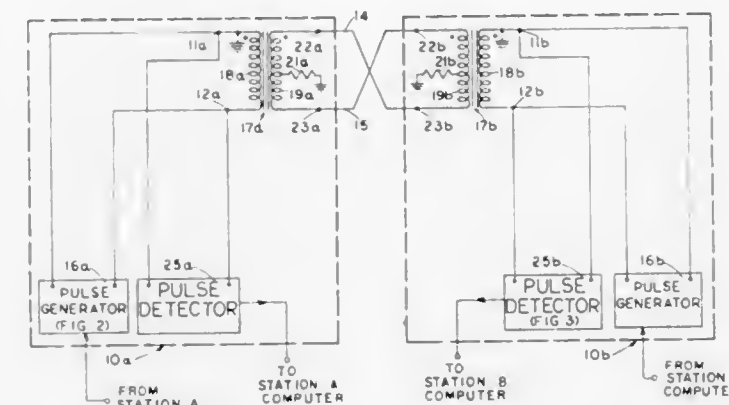 14
11a
22a
22b
11b
21a
21b
18a
18b
12a
19a
19b
12b
17a
23a
15
23b
17b
16a
25a
25b
16b
PULSE
GENERATOR
(FIG 2)
PULSE
DETECTOR
PULSE
DETECTOR
(FIG 3)
PULSE
GENERATOR
10a
10b
TO
STATION A
COMPUTER
TO
STATION B
COMPUTER
FROM
STATION A
FROM
STATION
COMPUTE